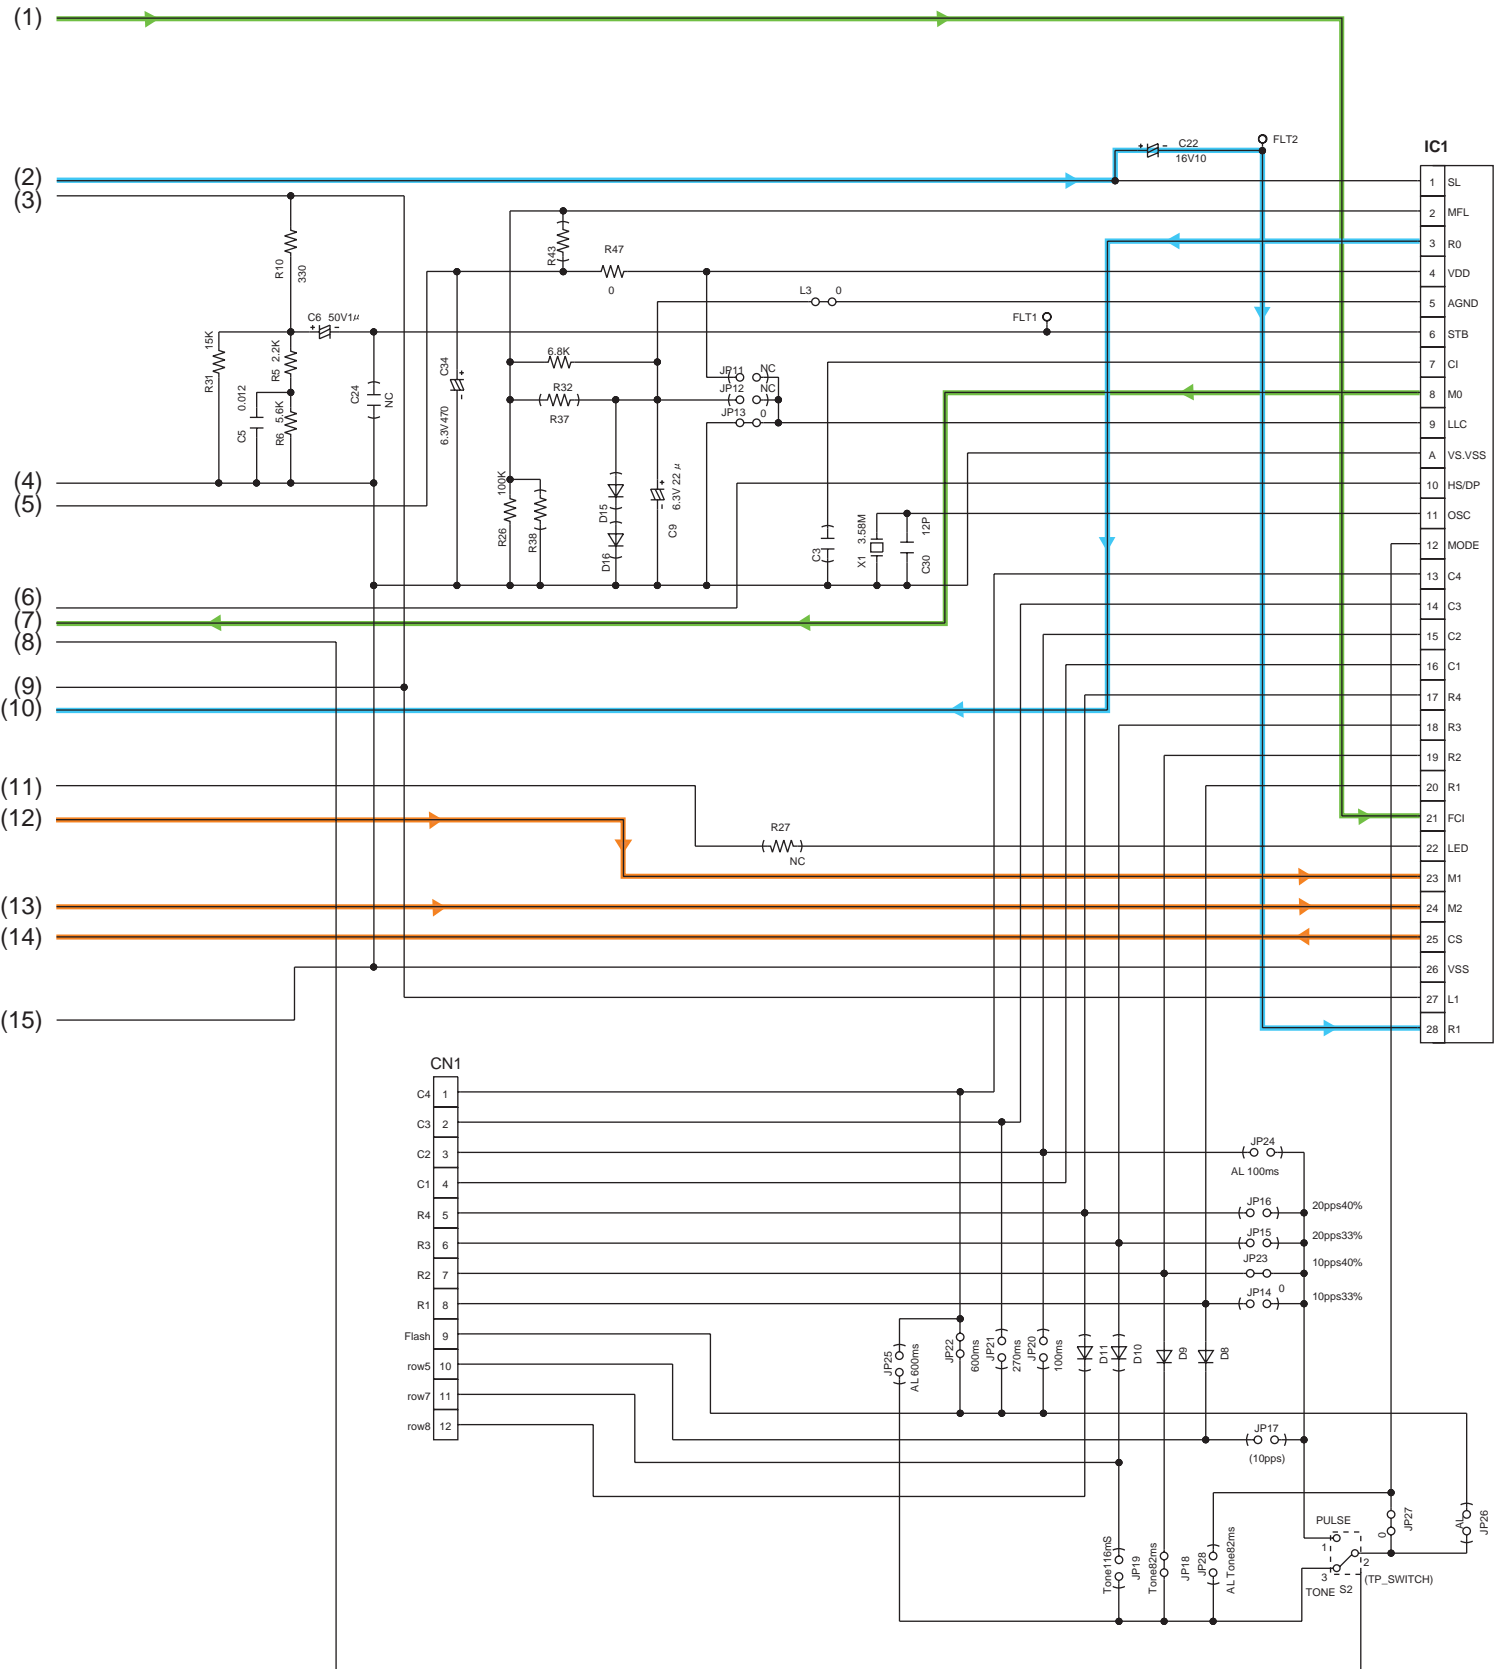 (1)
FLT2
C22
16V10
IC1
(2)
(3)
1 SL
2 MFL
3 R0
4 VDD
5 AGND
6 STB
7 CI
8 M0
9 LLC
A VS.VSS
10 HS/DP
11 OSC
12 MODE
13 C4
14 C3
15 C2
16 C1
17 R4
18 R3
19 R2
20 R1
21 FCI
22 LED
23 M1
24 M2
25 CS
26 VSS
27 L1
28 R1
R10
330
R43
R47
0
L3 0
FLT1
C6 50V1μ
R31 15K
R5 2.2K
C5 0.012
R6 5.6K
C24
NC
C34
6.3V470
6.8K
R32
R37
JP11 NC
JP12 NC
JP13 0
R26 100K
R38
D15
D16
C9
6.3V 22 μ
C3
X1 3.58M
C30 12P
(4)
(5)
(6)
(7)
(8)
(9)
(10)
(11)
(12)
R27
NC
(13)
(14)
(15)
CN1
C4 1
C3 2
C2 3
C1 4
R4 5
R3 6
R2 7
R1 8
Flash 9
row5 10
row7 11
row8 12
JP24
AL 100ms
JP16 20pps40%
JP15 20pps33%
JP23 10pps40%
JP14 0 10pps33%
JP25
AL 600ms
JP22
600ms
JP21
270ms
JP20
100ms
D11
D10
D9
D8
JP17
(10pps)
Tone116mS
JP19
Tone82ms
JP18
JP28
AL Tone82ms
PULSE
1
2
3
TONE S2
(TP_SWITCH)
0
JP27
AL
JP26